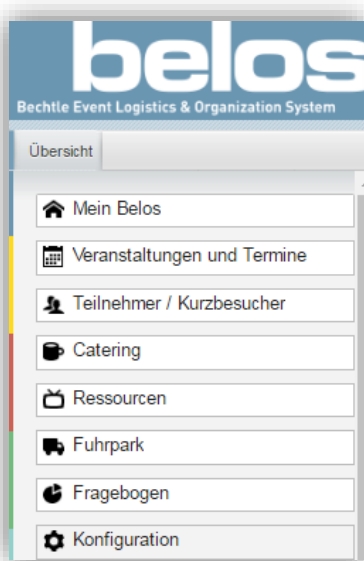 belos
Bechtle Event Logistics & Organization System
Übersicht
Mein Belos
Veranstaltungen und Termine
Teilnehmer / Kurzbesucher
Catering
Ressourcen
Fuhrpark
Fragebogen
Konfiguration